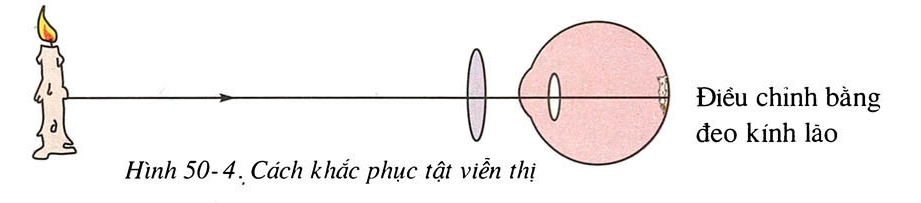 Điều chỉnh bằng
đeo kính lão
Hình 50-4. Cách khắc phục tật viễn thị